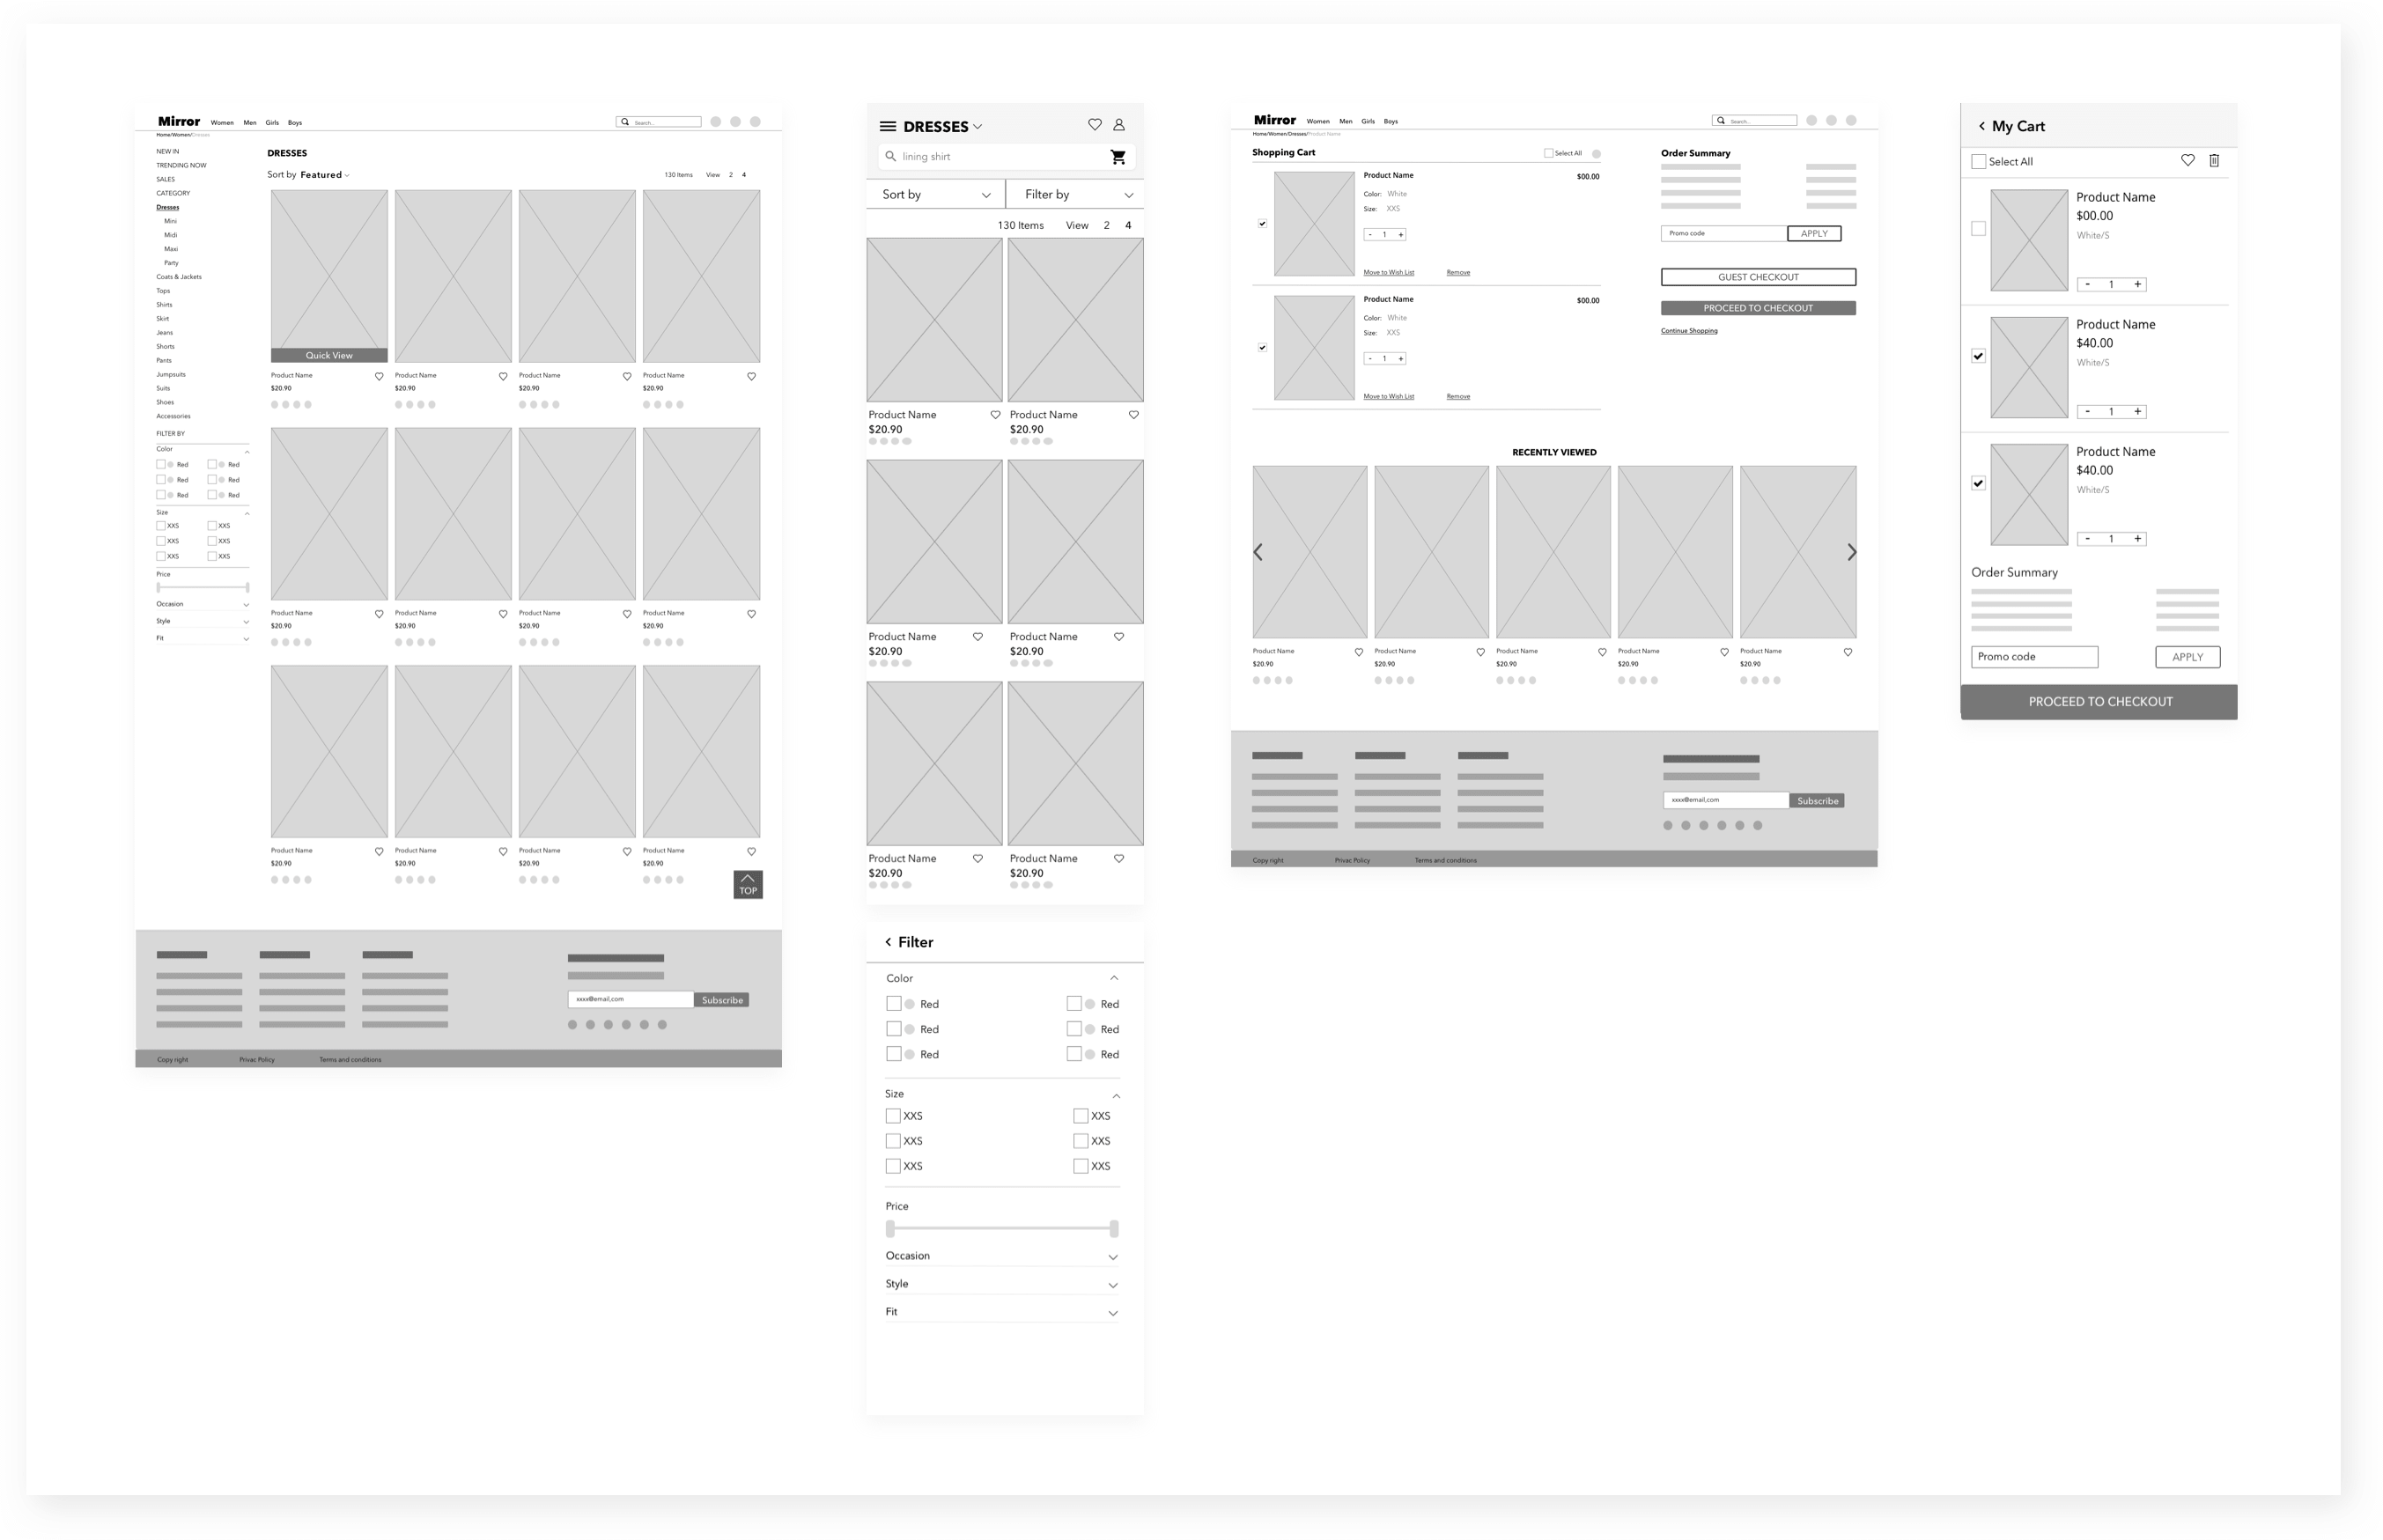 Mirror Women Men Girls Boys Search..
Home/Women/Dresses
NEW IN
TRENDING NOW
SALES
CATEGORY
Dresses
Mini
Midi
Maxi
Party
Coats & Jackets
Tops
Shirts
Skirt
Jeans
Shorts
Pants
Jumpsuits
Suits
Shoes
Accessories
FILTER BY
Color
Red Red
Red Red
Red Red
Size
XXS XXS
XXS XXS
XXS XXS
Price
Occasion
Style
Fit
DRESSES
Sort by Featured 130 Items View 2 4
Quick View
Product Name Product Name Product Name Product Name
$20.90 $20.90 $20.90 $20.90
Product Name Product Name Product Name Product Name
$20.90 $20.90 $20.90 $20.90
Product Name Product Name Product Name Product Name
$20.90 $20.90 $20.90 $20.90
TOP
xxxx@email,com Subscribe
Copy right Privac Policy Terms and conditions
DRESSES
lining shirt
Sort by Filter by
130 Items View 2 4
Product Name Product Name
$20.90 $20.90
Product Name Product Name
$20.90 $20.90
Product Name Product Name
$20.90 $20.90
Filter
Color
Red Red
Red Red
Red Red
Size
XXS XXS
XXS XXS
XXS XXS
Price
Occasion
Style
Fit
Mirror Women Men Girls Boys Search..
Home/Women/Dresses/Product Name
Shopping Cart Select All
Product Name $00.00
Color: White
Size: XXS
- 1 +
Move to Wish List Remove
Product Name $00.00
Color: White
Size: XXS
- 1 +
Move to Wish List Remove
Order Summary
Promo code APPLY
GUEST CHECKOUT
PROCEED TO CHECKOUT
Continue Shopping
RECENTLY VIEWED
Product Name Product Name Product Name Product Name Product Name
$20.90 $20.90 $20.90 $20.90 $20.90
xxxx@email,com Subscribe
Copy right Privac Policy Terms and conditions
My Cart
Select All
Product Name
$00.00
White/S
- 1 +
Product Name
$40.00
White/S
- 1 +
Product Name
$40.00
White/S
- 1 +
Order Summary
Promo code APPLY
PROCEED TO CHECKOUT